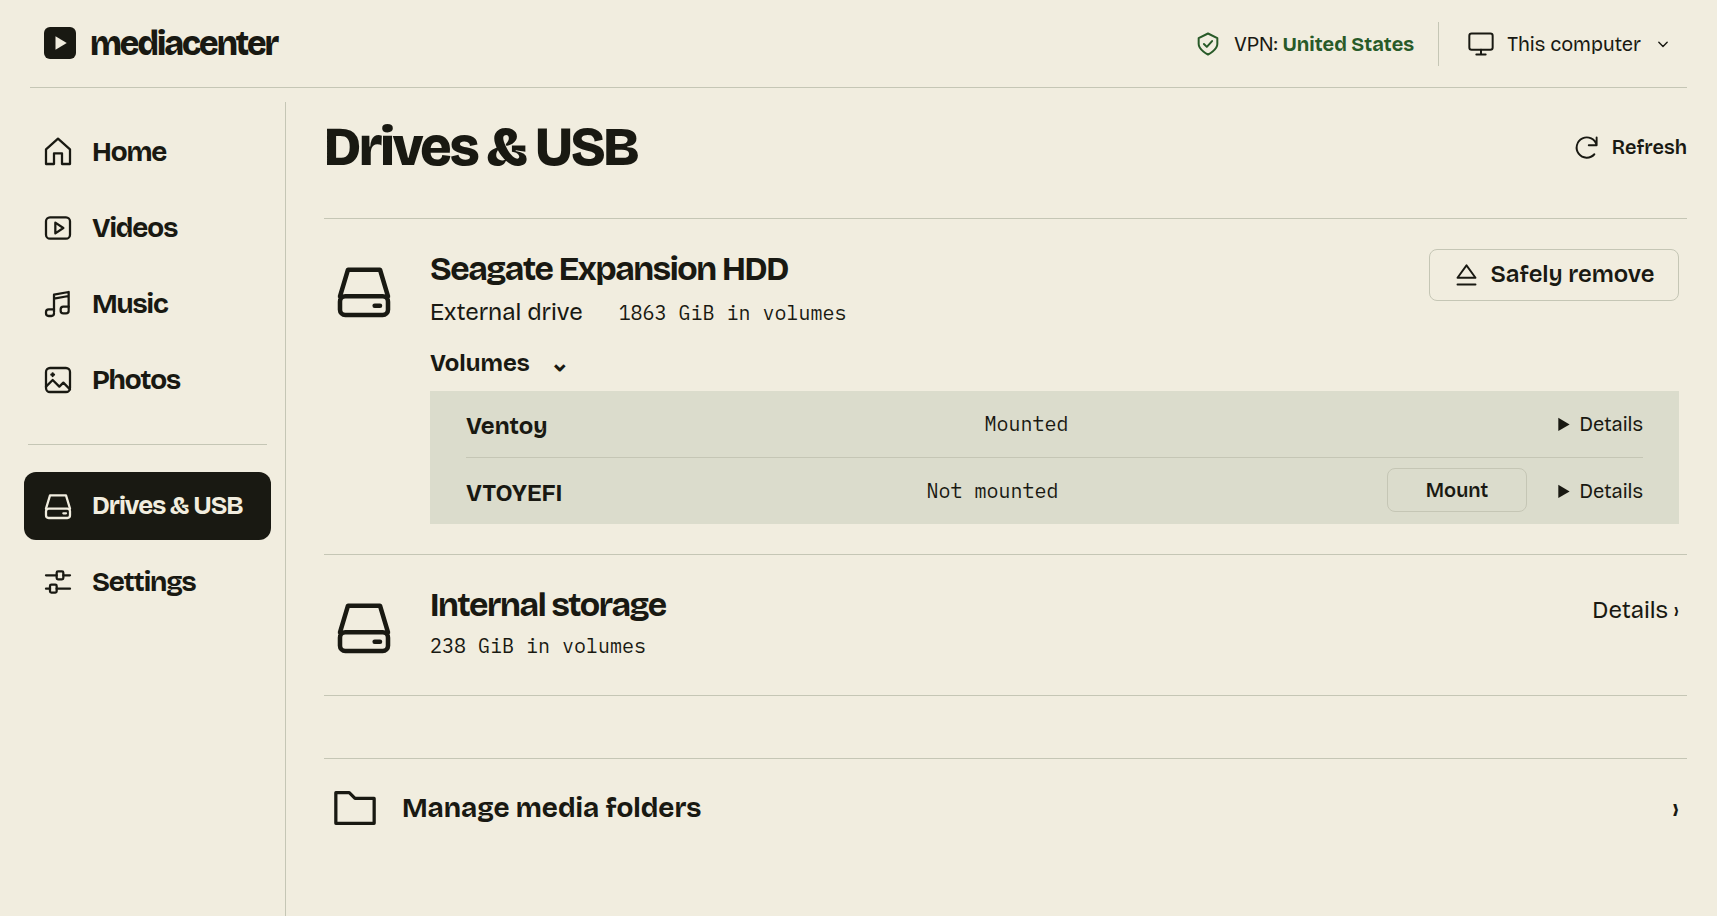 mediacenter
VPN: United States
This computer
Home
Videos
Music
Photos
Drives & USB
Settings
Drives & USB
Refresh
Seagate Expansion HDD
Safely remove
External drive 1863 GiB in volumes
Volumes
Ventoy Mounted Details
VTOYEFI Not mounted Mount Details
Internal storage
Details
238 GiB in volumes
Manage media folders